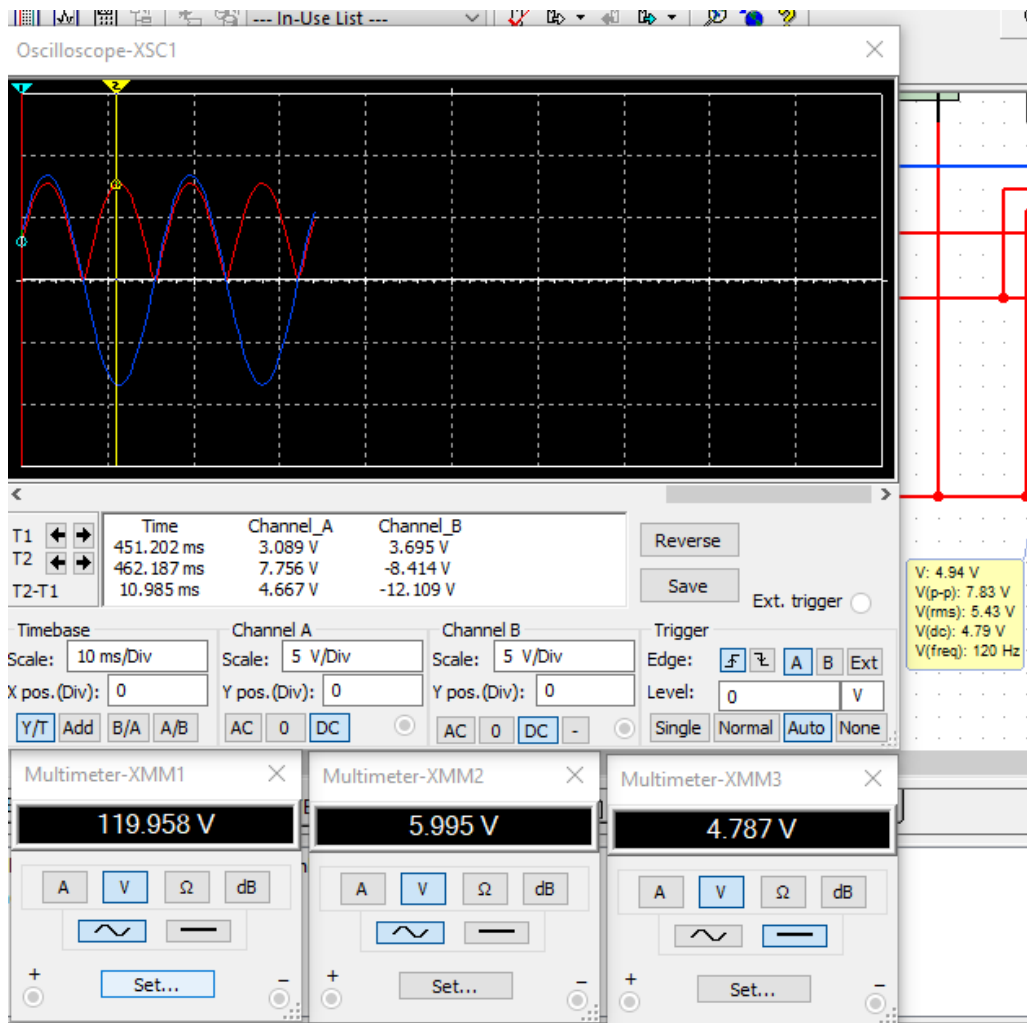 --- In-Use List ---
Oscilloscope-XSC1
1
2
T1
T2
T2-T1
Time Channel_A Channel_B
451.202 ms 3.089 V 3.695 V
462.187 ms 7.756 V -8.414 V
10.985 ms 4.667 V -12.109 V
Reverse
Save
Ext. trigger
V: 4.94 V
V(p-p): 7.83 V
V(rms): 5.43 V
V(dc): 4.79 V
V(freq): 120 Hz
Timebase
Scale: 10 ms/Div
X pos.(Div): 0
Y/T Add B/A A/B
Channel A
Scale: 5 V/Div
Y pos.(Div): 0
AC 0 DC
Channel B
Scale: 5 V/Div
Y pos.(Div): 0
AC 0 DC -
Trigger
Edge: A B Ext
Level: 0 V
Single Normal Auto None
Multimeter-XMM1
119.958 V
A V Ω dB
+ Set... –
Multimeter-XMM2
5.995 V
A V Ω dB
+ Set... –
Multimeter-XMM3
4.787 V
A V Ω dB
+ Set... –